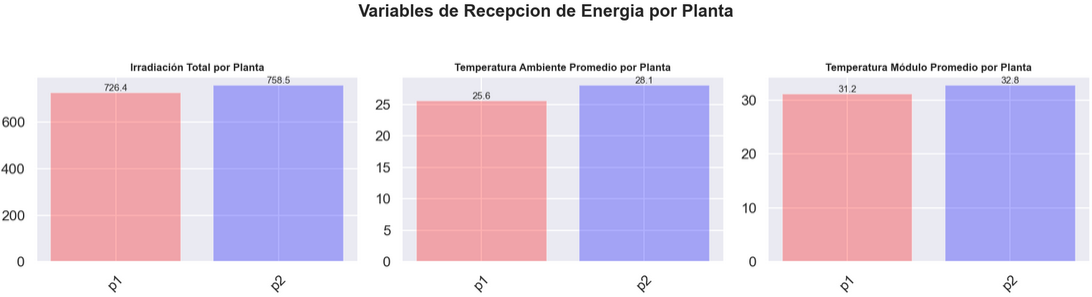 Variables de Recepcion de Energia por Planta
Irradiación Total por Planta
726.4
758.5
600
400
200
0
p1
p2
Temperatura Ambiente Promedio por Planta
25.6
28.1
25
20
15
10
5
0
p1
p2
Temperatura Módulo Promedio por Planta
31.2
32.8
30
20
10
0
p1
p2